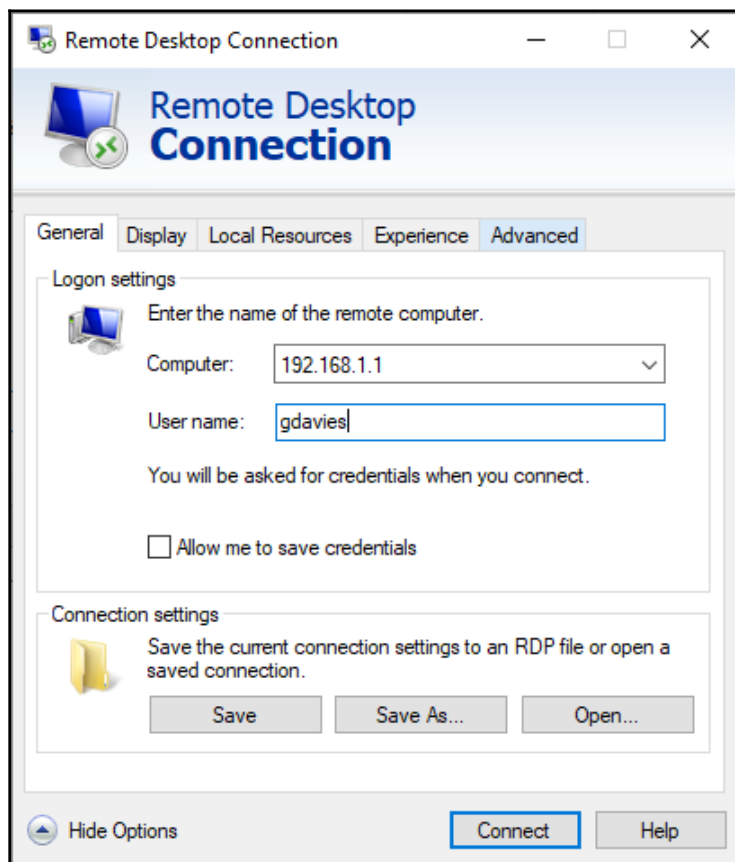 Remote Desktop Connection
Remote Desktop
Connection
General Display Local Resources Experience Advanced
Logon settings
Enter the name of the remote computer.
Computer: 192.168.1.1
User name: gdavies
You will be asked for credentials when you connect.
Allow me to save credentials
Connection settings
Save the current connection settings to an RDP file or open a
saved connection.
Save Save As... Open...
Hide Options Connect Help